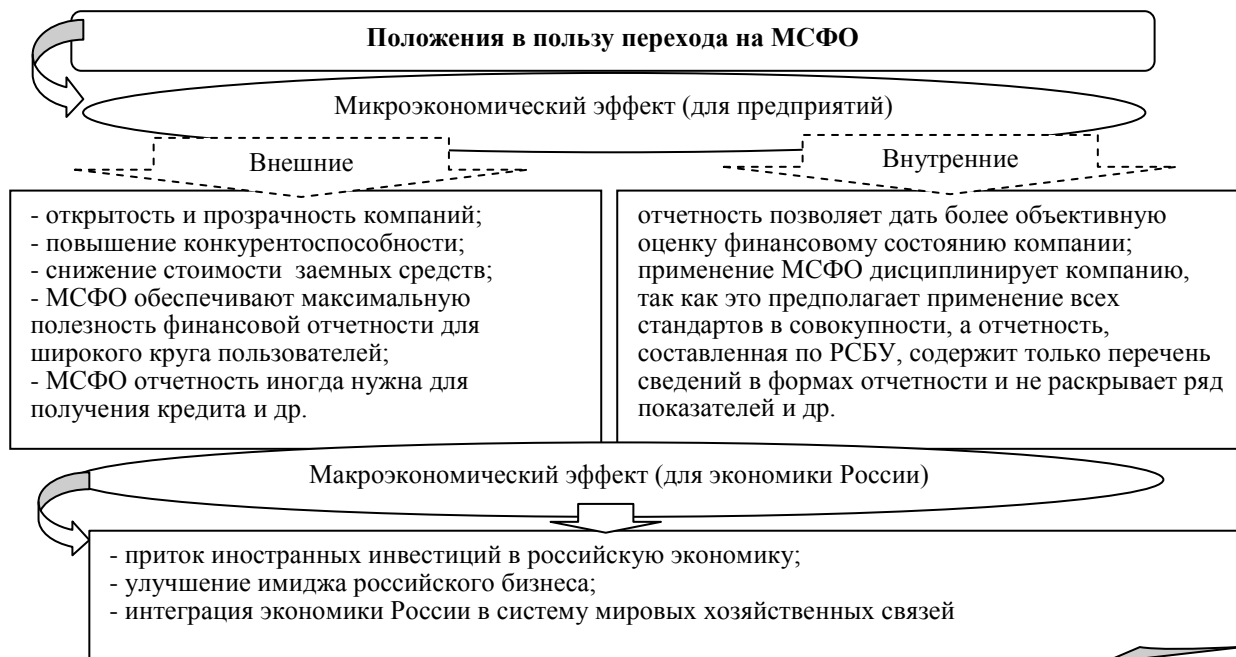 Положения в пользу перехода на МСФО
Микроэкономический эффект (для предприятий)
Внешние
- открытость и прозрачность компаний;
- повышение конкурентоспособности;
- снижение стоимости заемных средств;
- МСФО обеспечивают максимальную
полезность финансовой отчетности для
широкого круга пользователей;
- МСФО отчетность иногда нужна для
получения кредита и др.
Внутренние
отчетность позволяет дать более объективную
оценку финансовому состоянию компании;
применение МСФО дисциплинирует компанию,
так как это предполагает применение всех
стандартов в совокупности, а отчетность,
составленная по РСБУ, содержит только перечень
сведений в формах отчетности и не раскрывает ряд
показателей и др.
Макроэкономический эффект (для экономики России)
- приток иностранных инвестиций в российскую экономику;
- улучшение имиджа российского бизнеса;
- интеграция экономики России в систему мировых хозяйственных связей